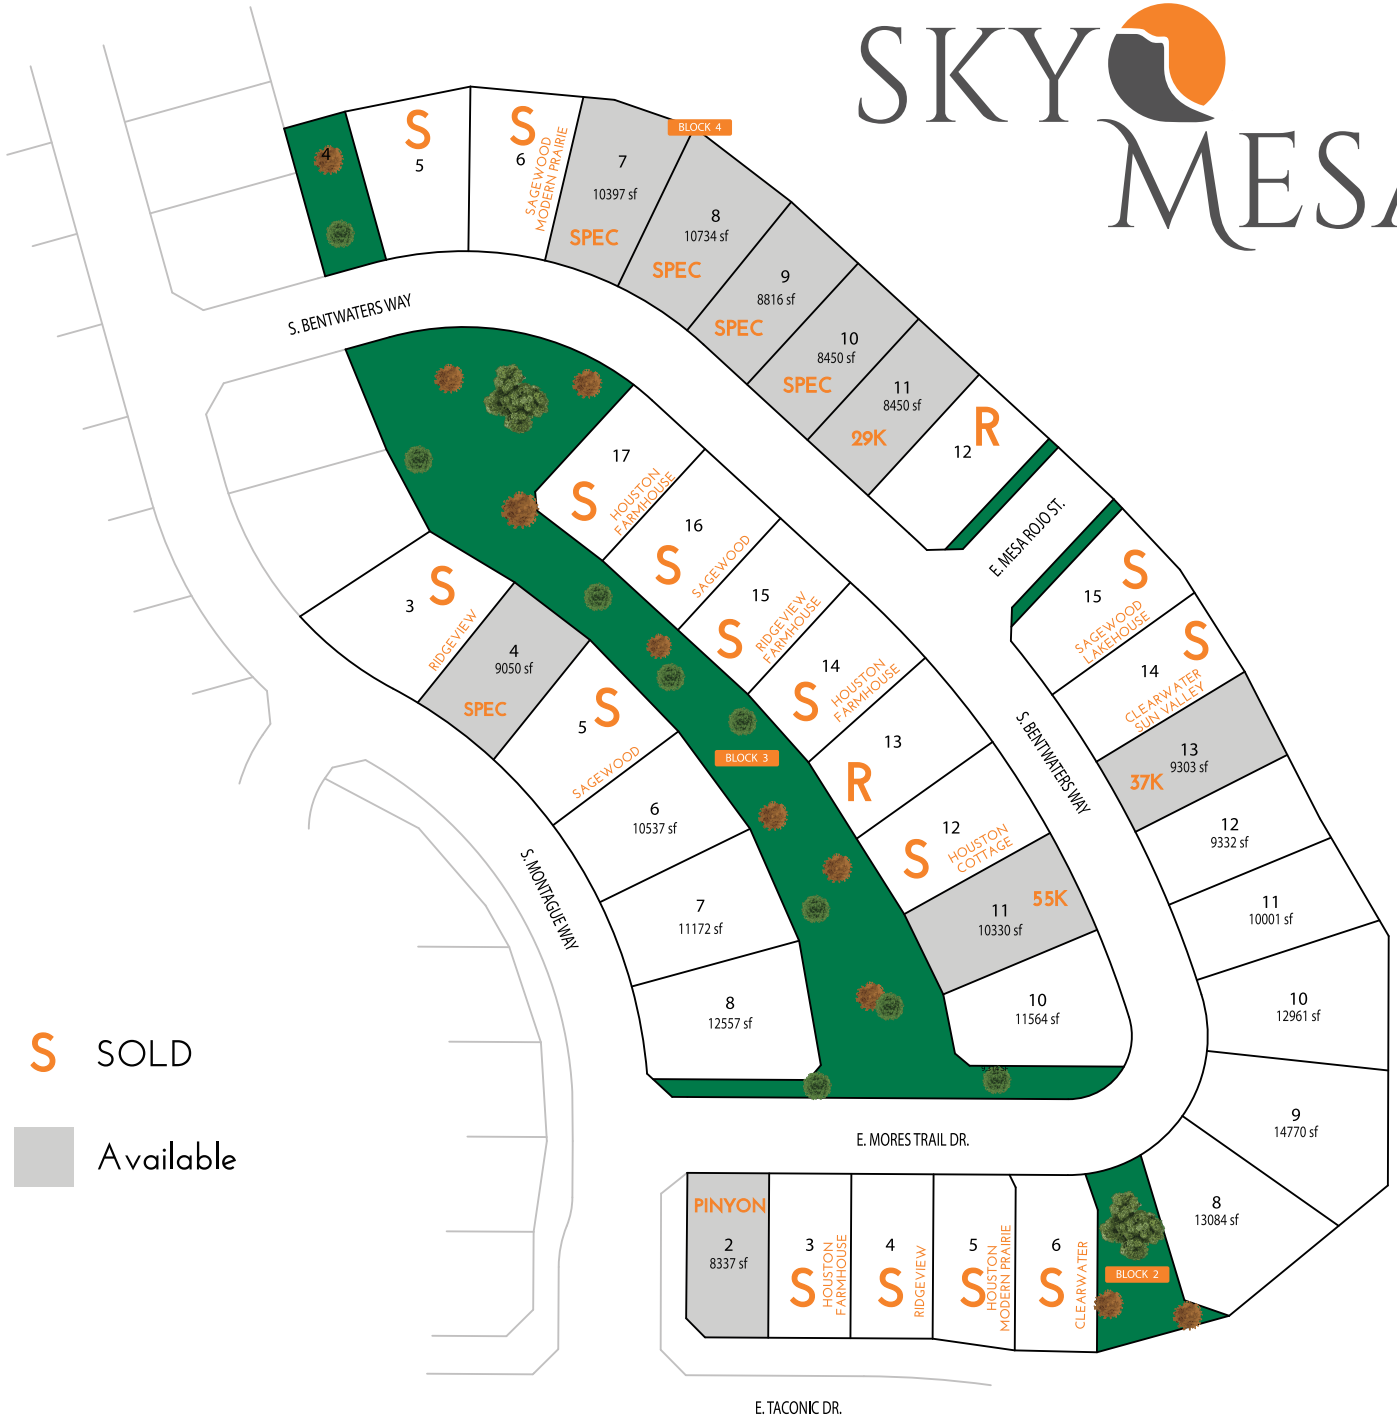 SKY
MESA
BLOCK 4
4
S
5
S
6
SAGEWOOD
MODERN PRAIRIE
7
10397 sf
SPEC
8
10734 sf
SPEC
9
8816 sf
SPEC
10
8450 sf
SPEC
11
8450 sf
29K
R
12
S. BENTWATERS WAY
E. MESA ROJO ST.
17
S
HOUSTON
FARMHOUSE
16
S
SAGEWOOD
15
S
RIDGEVIEW
FARMHOUSE
14
S
HOUSTON
FARMHOUSE
13
R
12
S
HOUSTON
COTTAGE
11
10330 sf
55K
10
11564 sf
3
S
RIDGEVIEW
4
9050 sf
SPEC
5
S
SAGEWOOD
6
10537 sf
7
11172 sf
8
12557 sf
BLOCK 3
S. MONTAGUE WAY
S. BENTWATERS WAY
15
S
SAGEWOOD
LAKEHOUSE
14
S
CLEARWATER
SUN VALLEY
13
9303 sf
37K
12
9332 sf
11
10001 sf
10
12961 sf
9
14770 sf
8
13084 sf
E. MORES TRAIL DR.
PINYON
2
8337 sf
3
S
HOUSTON
FARMHOUSE
4
S
RIDGEVIEW
5
S
HOUSTON
MODERN PRAIRIE
6
S
CLEARWATER
BLOCK 2
E. TACONIC DR.
S SOLD
Available